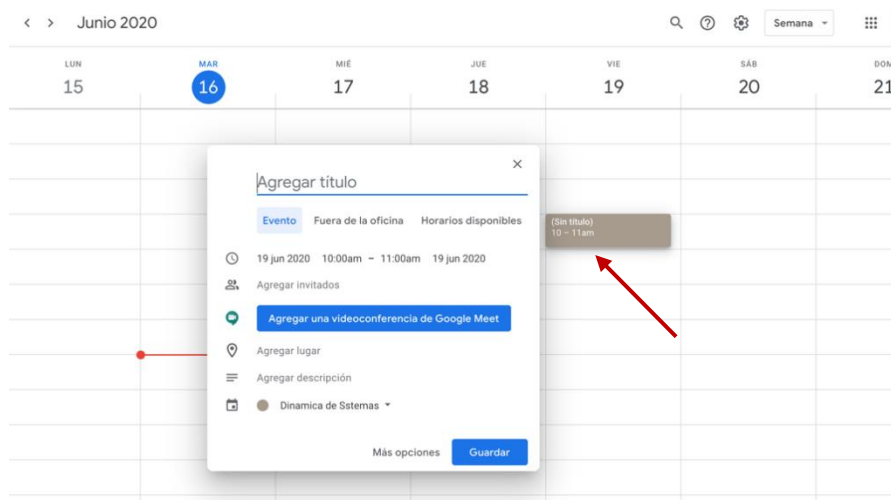 Junio 2020
Semana
LUN MAR MIÉ JUE VIE SÁB DOM
15 16 17 18 19 20 21
Agregar título
Evento Fuera de la oficina Horarios disponibles
(Sin título)
10 – 11am
19 jun 2020 10:00am – 11:00am 19 jun 2020
Agregar invitados
Agregar una videoconferencia de Google Meet
Agregar lugar
Agregar descripción
Dinamica de Sstemas
Más opciones Guardar